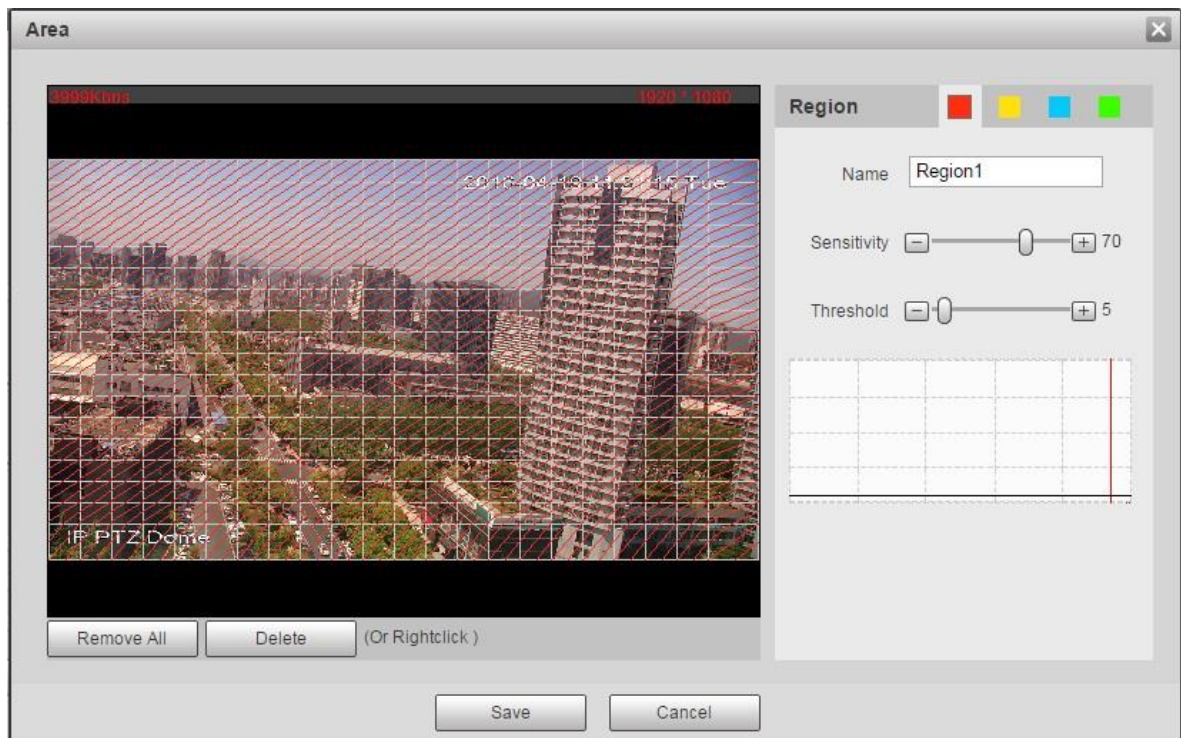 Area
3999Kbps
1920 * 1080
Region
Name
Region1
Sensitivity
70
Threshold
5
IP PTZ Dome
Remove All
Delete
(Or Rightclick )
Save
Cancel